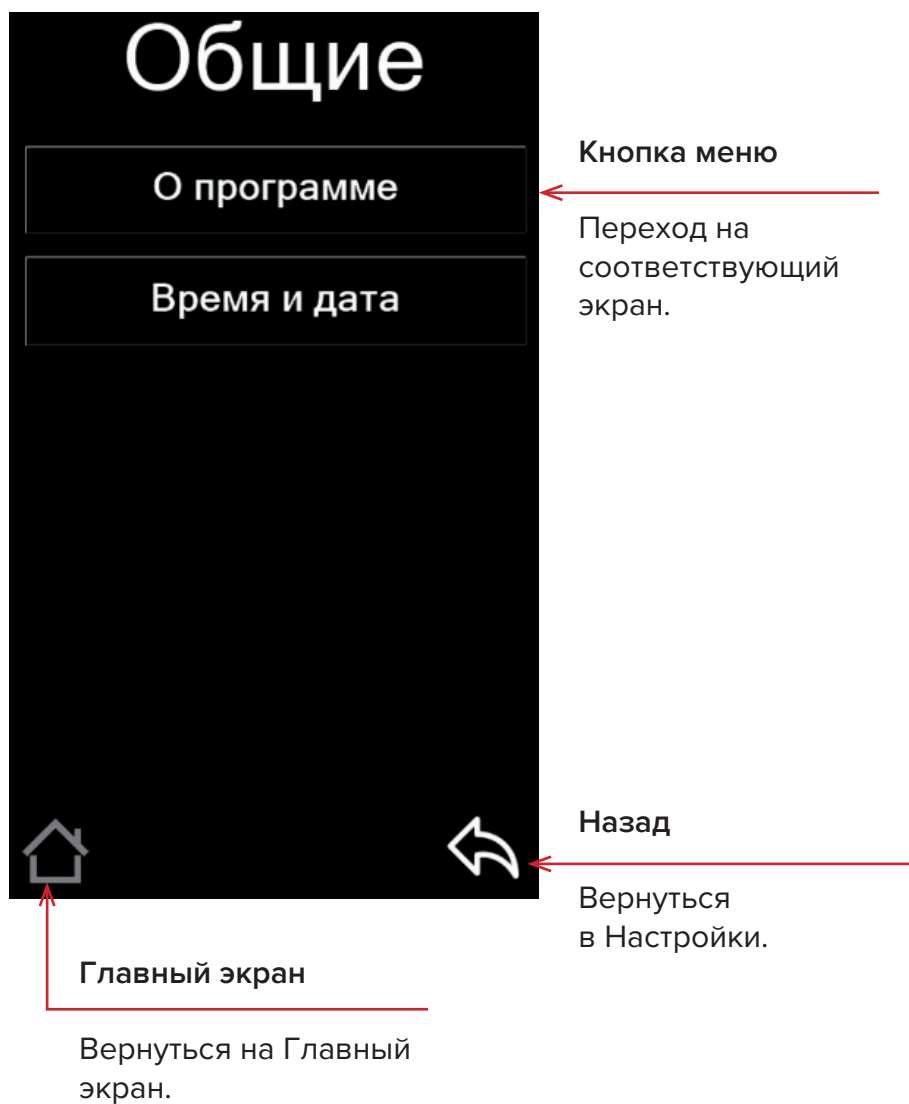 Общие
О программе
Время и дата
Кнопка меню
Переход на
соответствующий
экран.
Назад
Вернуться
в Настройки.
Главный экран
Вернуться на Главный
экран.